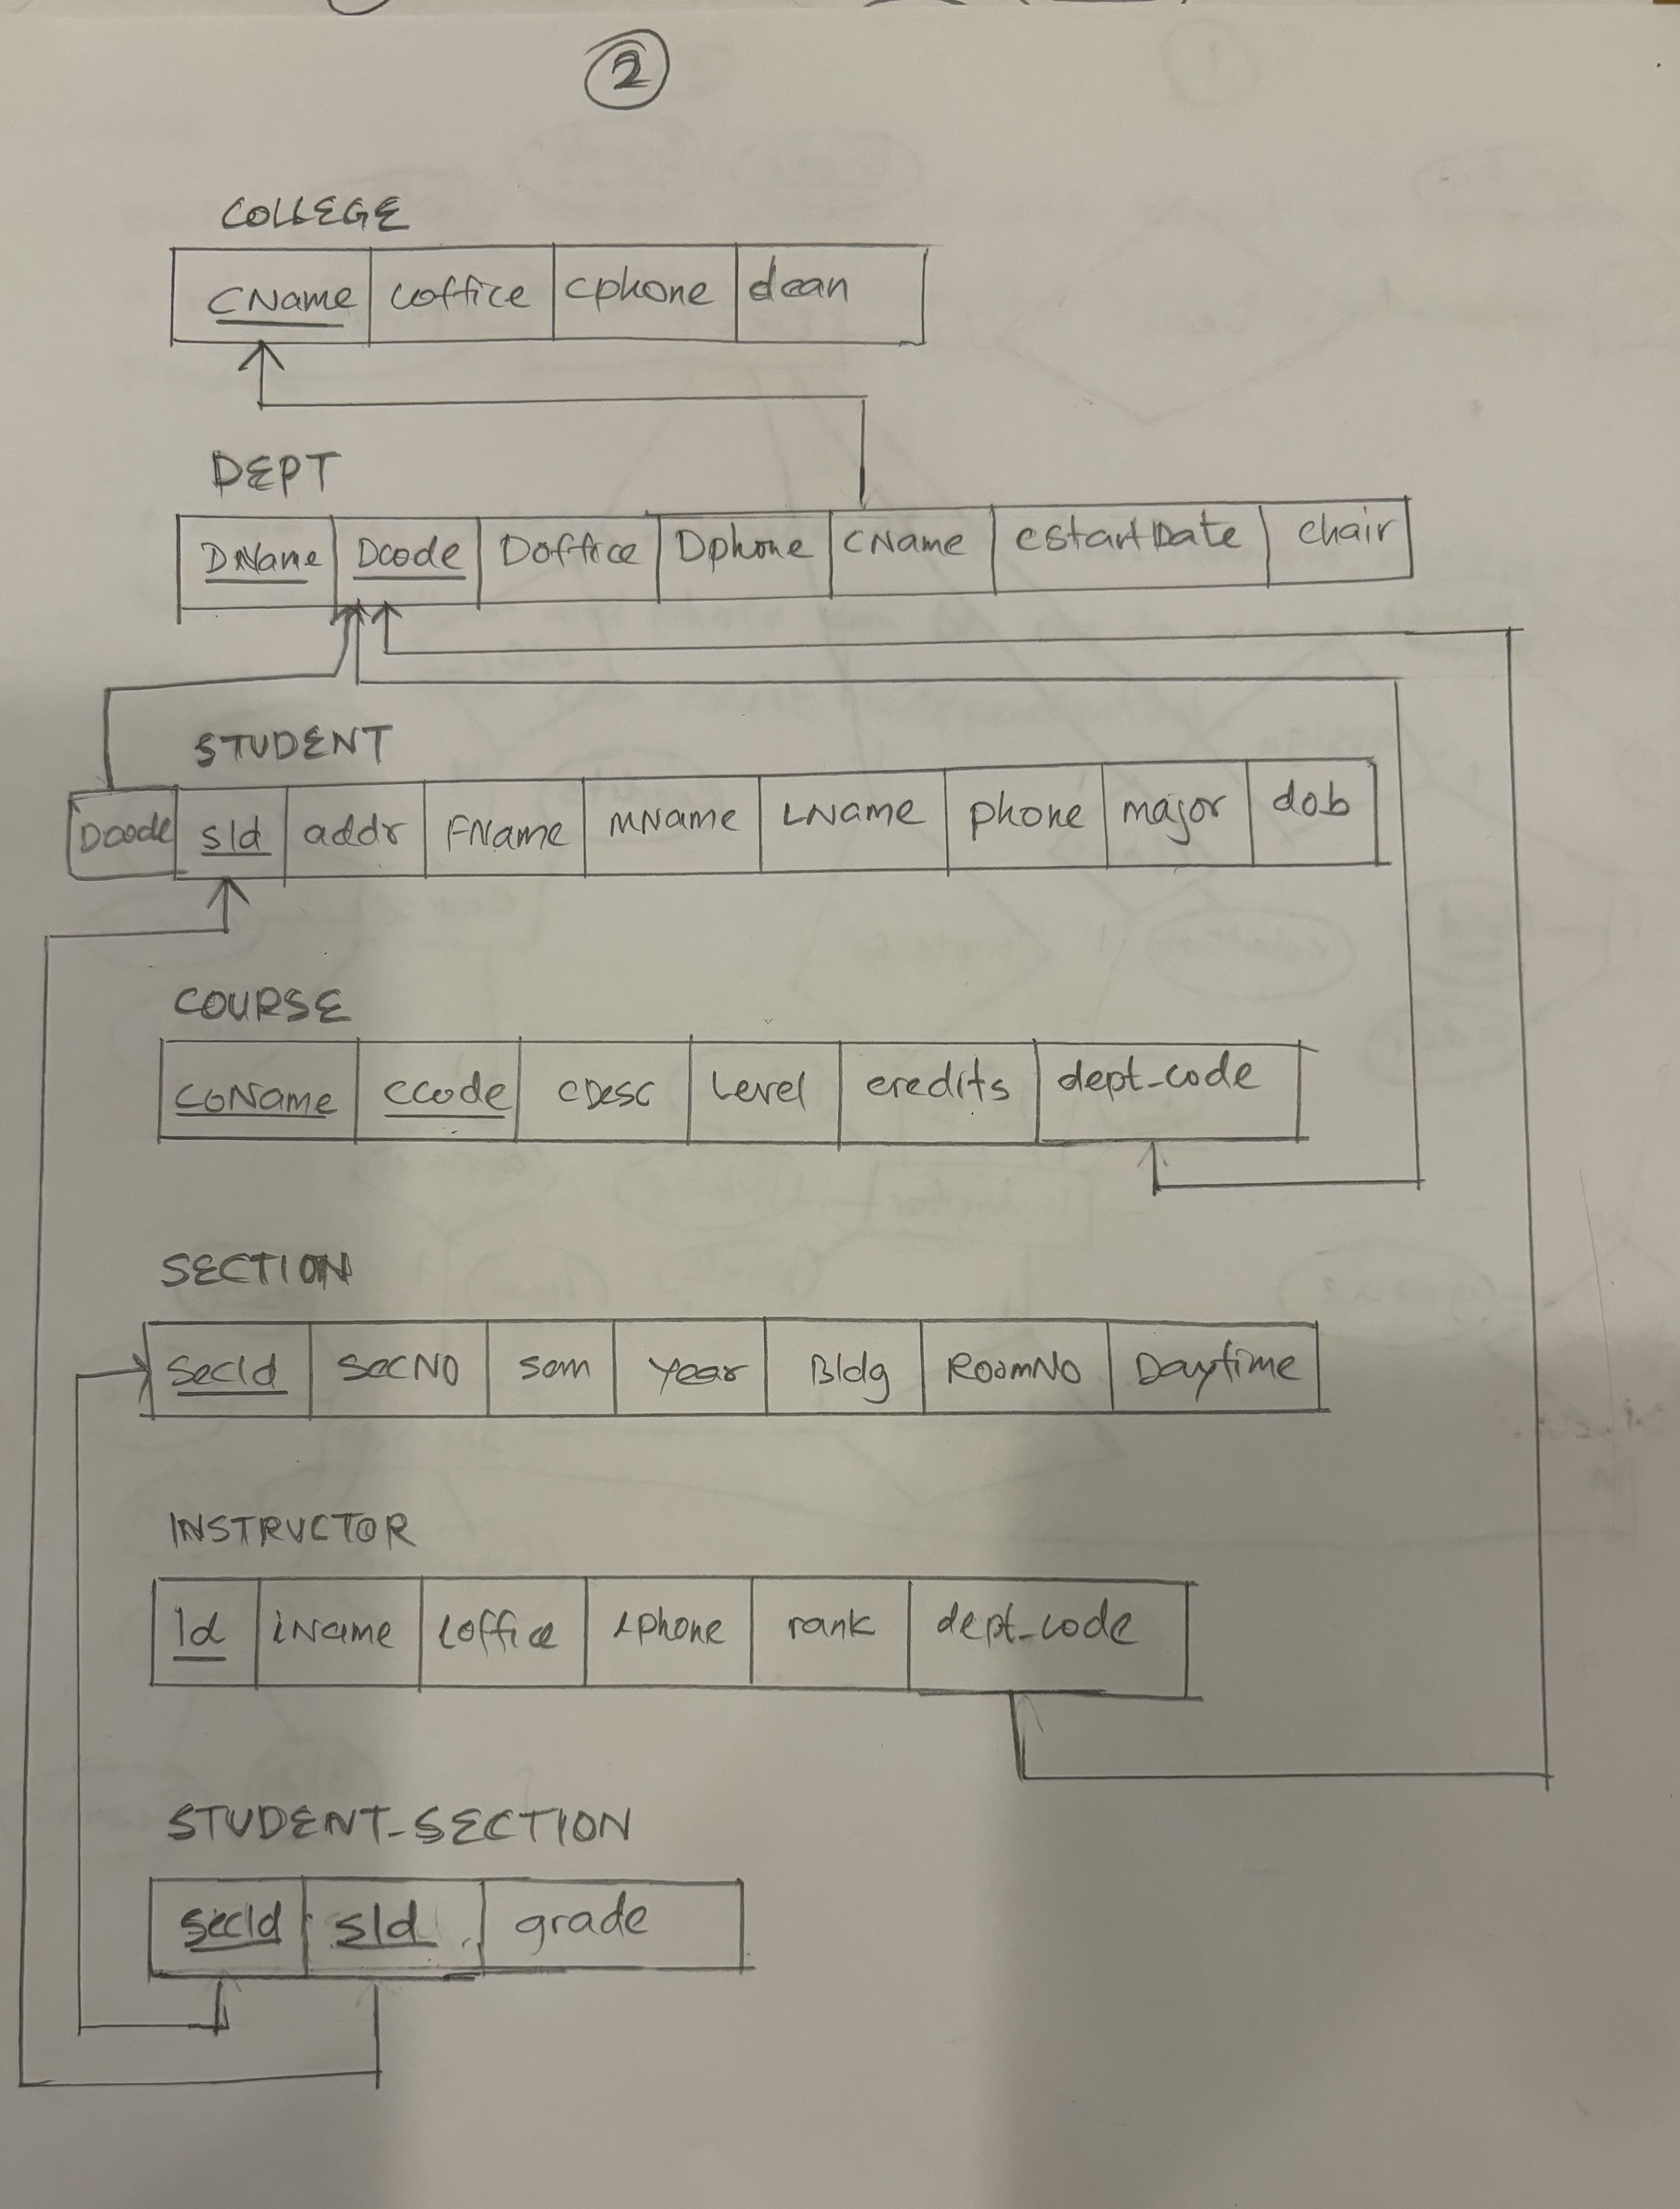 2
COLLEGE
CName Coffice Cphone dean
DEPT
DName Dcode Doffice Dphone CName CStartDate chair
STUDENT
Dcode sId addr FName MName LName phone major dob
COURSE
CoName CCode CDesc Level credits dept_code
SECTION
SecId SecNo Sem Year Bldg RoomNo Daytime
INSTRUCTOR
Id iName Ioffice Iphone rank dept_code
STUDENT_SECTION
SecId sId grade